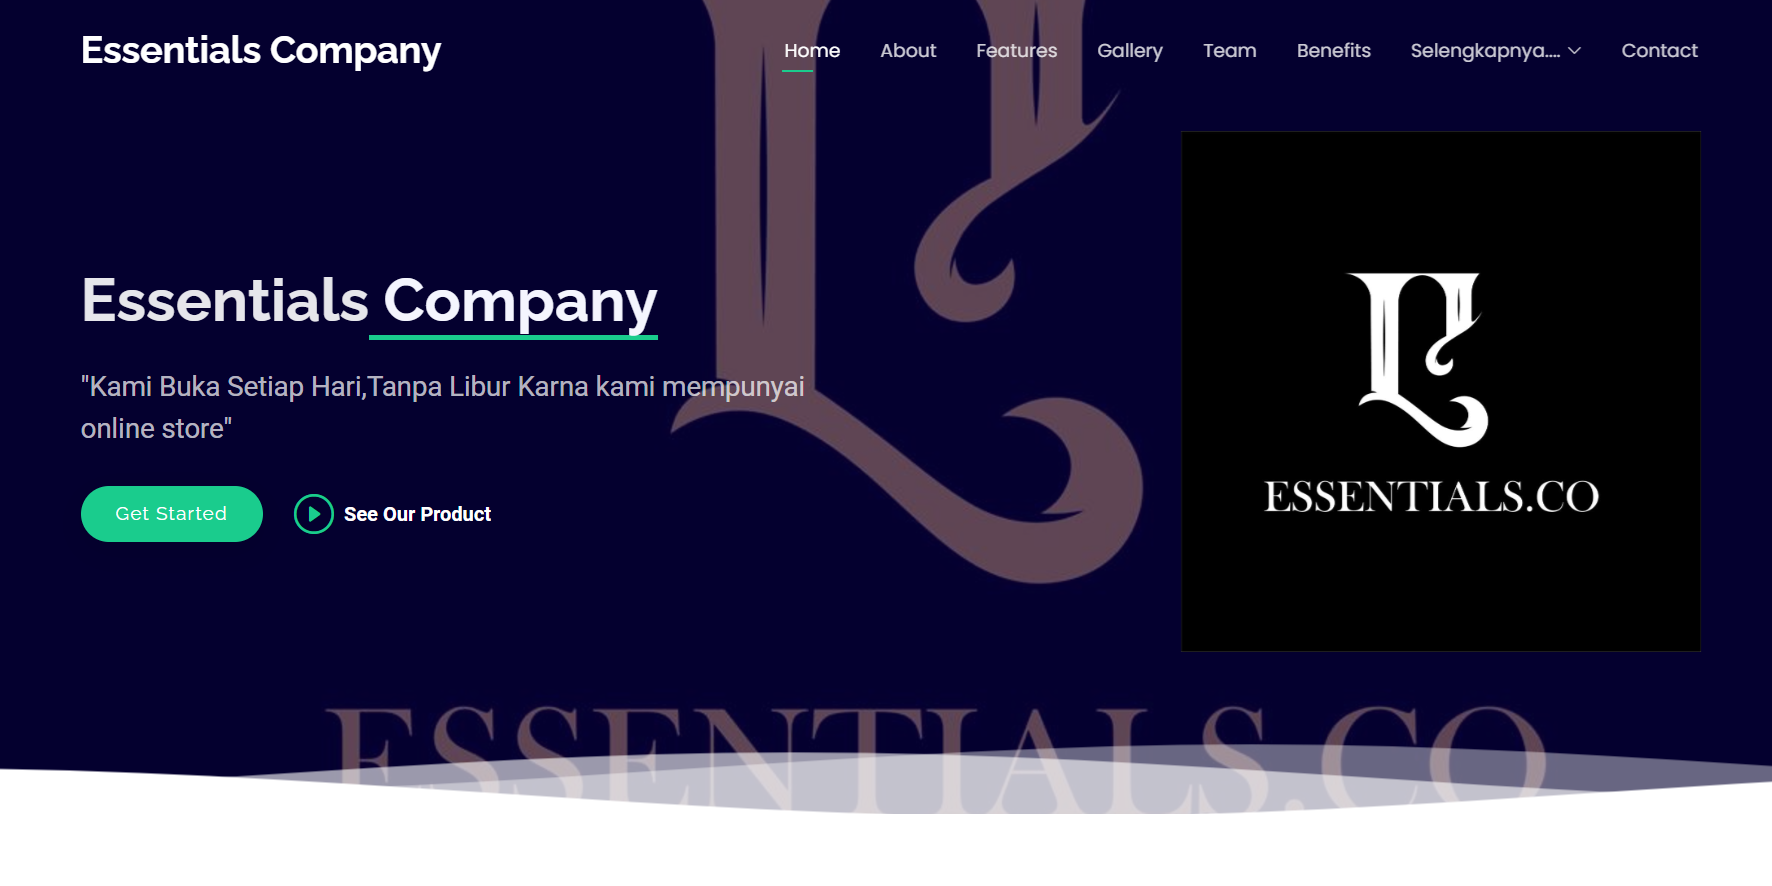 Essentials Company
Home About Features Gallery Team Benefits Selengkapnya.... Contact
Essentials Company
"Kami Buka Setiap Hari,Tanpa Libur Karna kami mempunyai
online store"
Get Started
See Our Product
ESSENTIALS.CO
ESSENTIALS.CO